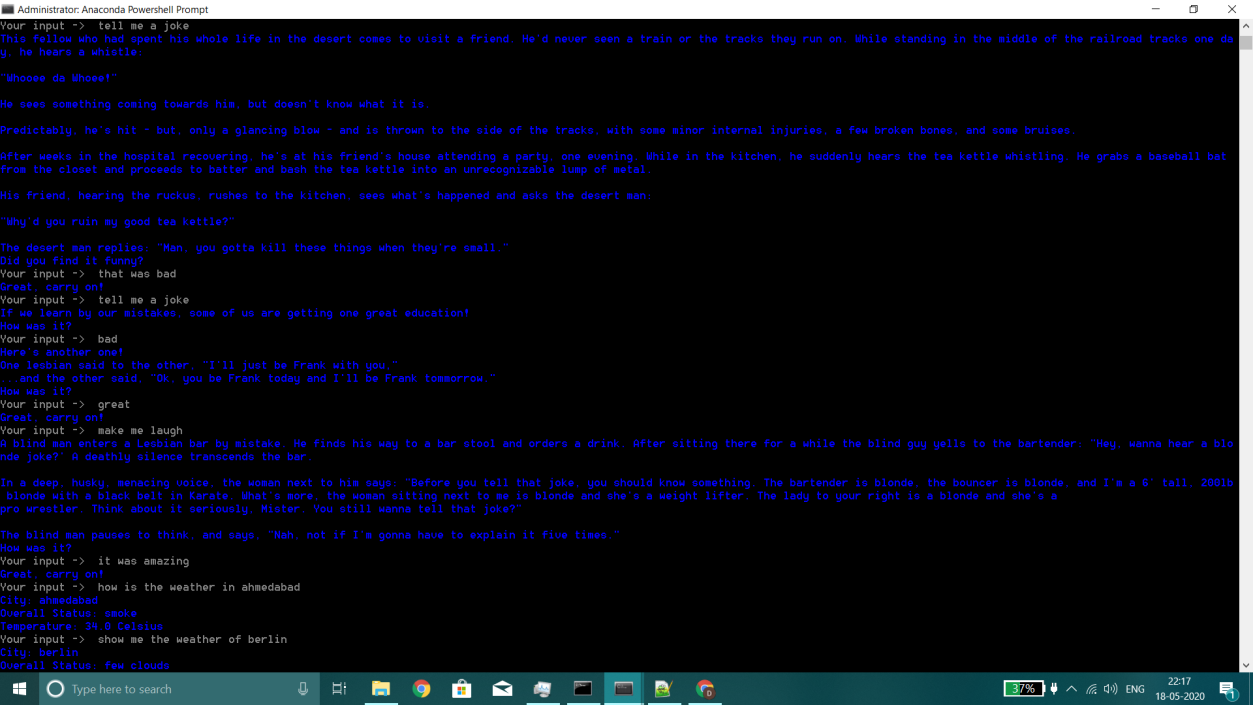 Administrator: Anaconda Powershell Prompt
Your input -> tell me a joke
This fellow who had spent his whole life in the desert comes to visit a friend. He'd never seen a train or the tracks they run on. While standing in the middle of the railroad tracks one da
y, he hears a whistle:
"Whooee da Whoee!"
He sees something coming towards him, but doesn't know what it is.
Predictably, he's hit - but, only a glancing blow - and is thrown to the side of the tracks, with some minor internal injuries, a few broken bones, and some bruises.
After weeks in the hospital recovering, he's at his friend's house attending a party, one evening. While in the kitchen, he suddenly hears the tea kettle whistling. He grabs a baseball bat
from the closet and proceeds to batter and bash the tea kettle into an unrecognizable lump of metal.
His friend, hearing the ruckus, rushes to the kitchen, sees what's happened and asks the desert man:
"Why'd you ruin my good tea kettle?"
The desert man replies: "Man, you gotta kill these things when they're small."
Did you find it funny?
Your input -> that was bad
Great, carry on!
Your input -> tell me a joke
If we learn by our mistakes, some of us are getting one great education!
How was it?
Your input -> bad
Here's another one!
One lesbian said to the other, "I'll just be Frank with you,"
...and the other said, "Ok, you be Frank today and I'll be Frank tommorrow."
How was it?
Your input -> great
Great, carry on!
Your input -> make me laugh
A blind man enters a Lesbian bar by mistake. He finds his way to a bar stool and orders a drink. After sitting there for a while the blind guy yells to the bartender: "Hey, wanna hear a blo
nde joke?" A deathly silence transcends the bar.
In a deep, husky, menacing voice, the woman next to him says: "Before you tell that joke, you should know something. The bartender is blonde, the bouncer is blonde, and I'm a 6' tall, 200lb
blonde with a black belt in Karate. What's more, the woman sitting next to me is blonde and she's a weight lifter. The lady to your right is a blonde and she's a
pro wrestler. Think about it seriously, Mister. You still wanna tell that joke?"
The blind man pauses to think, and says, "Nah, not if I'm gonna have to explain it five times."
How was it?
Your input -> it was amazing
Great, carry on!
Your input -> how is the weather in ahmedabad
City: ahmedabad
Overall Status: smoke
Temperature: 34.0 Celsius
Your input -> show me the weather of berlin
City: berlin
Overall Status: few clouds
Type here to search
37%
ENG
22:17
18-05-2020
1